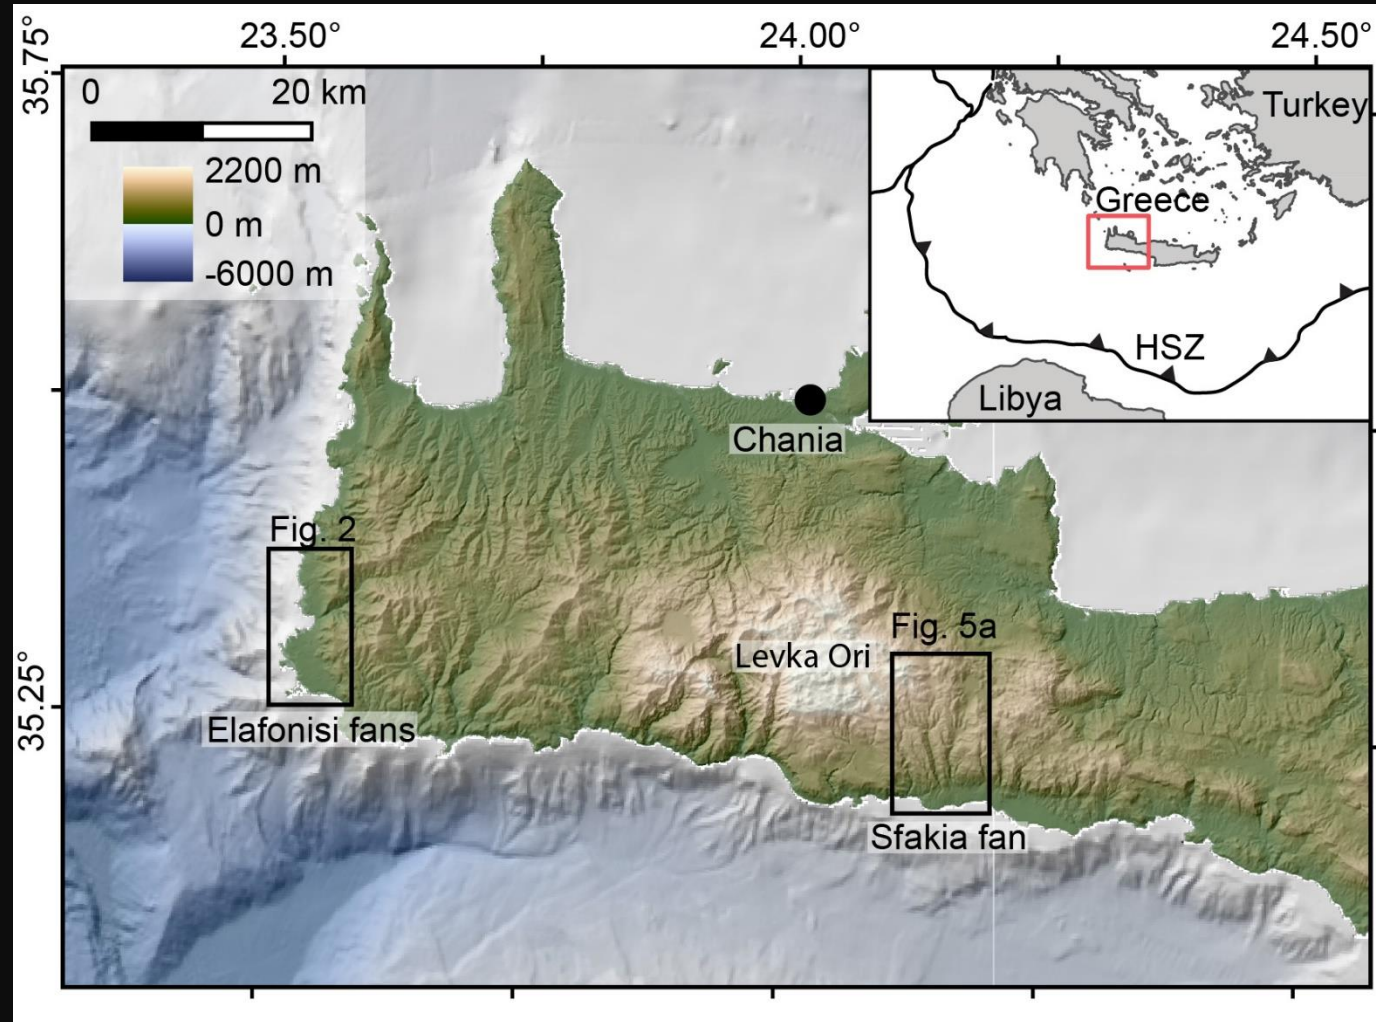 23.50° 24.00° 24.50°
35.75°
0 20 km
2200 m
0 m
-6000 m
Turkey
Greece
HSZ
Libya
Chania
Fig. 2
Elafonisi fans
Levka Ori
Fig. 5a
Sfakia fan
35.25°